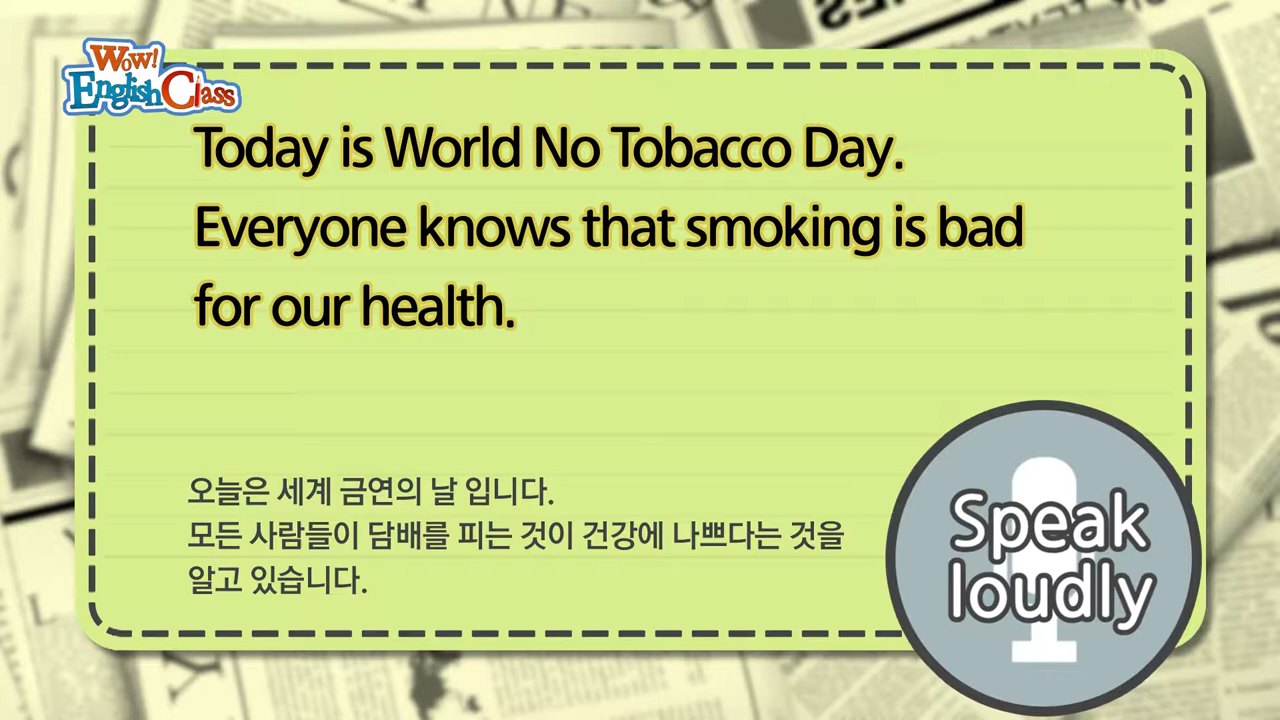 Wow!
English Class
Today is World No Tobacco Day.
Everyone knows that smoking is bad
for our health.
오늘은 세계 금연의 날 입니다.
모든 사람들이 담배를 피는 것이 건강에 나쁘다는 것을
알고 있습니다.
Speak
loudly